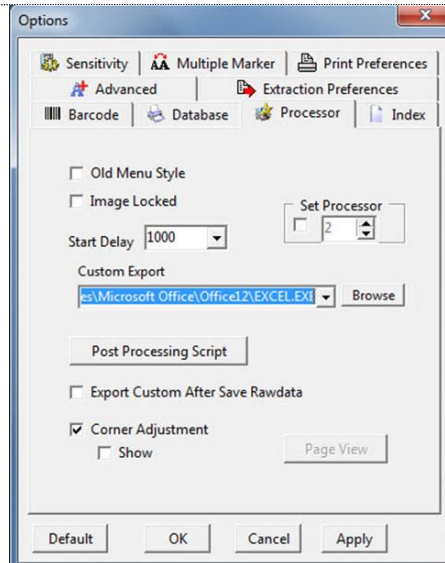 Options
Sensitivity Multiple Marker Print Preferences
Advanced Extraction Preferences
Barcode Database Processor Index
Old Menu Style
Image Locked
Set Processor
2
Start Delay 1000
Custom Export
es\Microsoft Office\Office12\EXCEL.EXE Browse
Post Processing Script
Export Custom After Save Rawdata
Corner Adjustment
Show
Page View
Default OK Cancel Apply